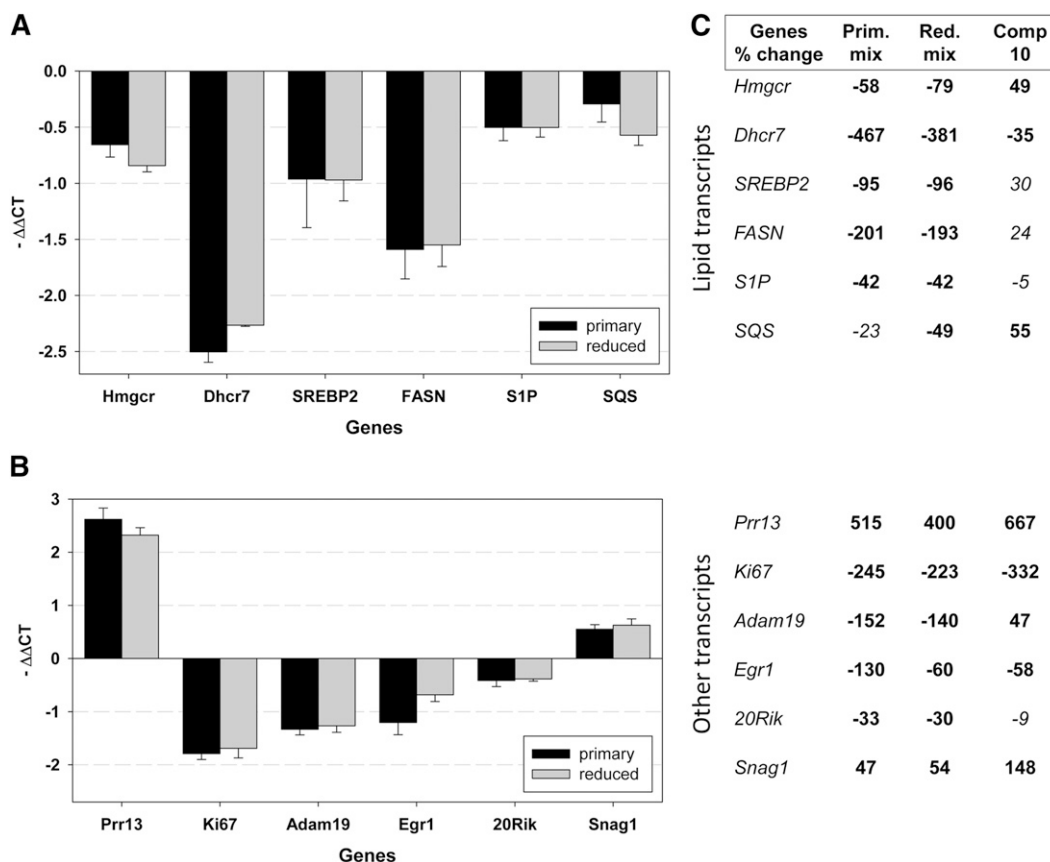 A
0.0
-0.5
-1.0
-1.5
-2.0
-2.5
- ΔΔCT
primary
reduced
Hmgcr Dhcr7 SREBP2 FASN S1P SQS
Genes
B
3
2
1
0
-1
-2
- ΔΔCT
primary
reduced
Prr13 Ki67 Adam19 Egr1 20Rik Snag1
Genes
C
Genes Prim. Red. Comp
% change mix mix 10
Lipid transcripts
Hmgcr -58 -79 49
Dhcr7 -467 -381 -35
SREBP2 -95 -96 30
FASN -201 -193 24
S1P -42 -42 -5
SQS -23 -49 55
Other transcripts
Prr13 515 400 667
Ki67 -245 -223 -332
Adam19 -152 -140 47
Egr1 -130 -60 -58
20Rik -33 -30 -9
Snag1 47 54 148